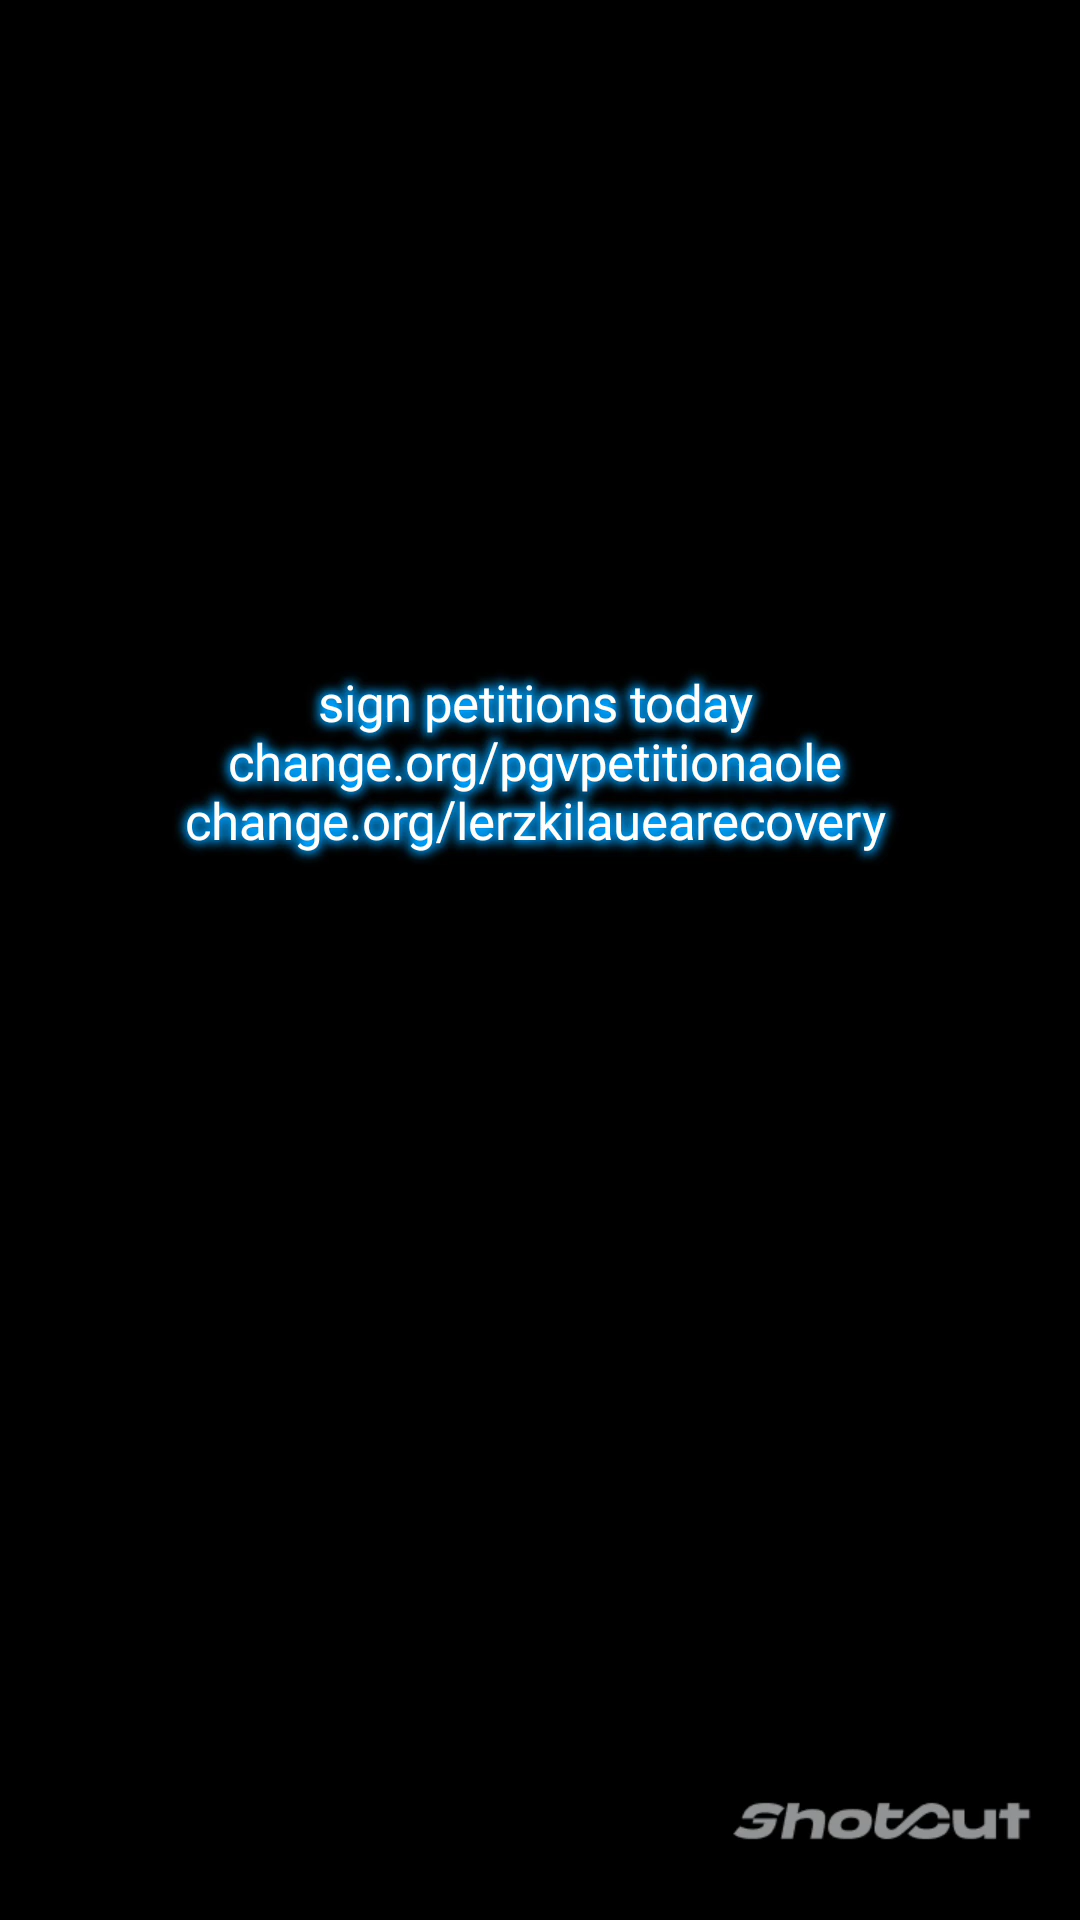 sign petitions today
change.org/pgvpetitionaole
change.org/lerzkilauearecovery
ShotCut